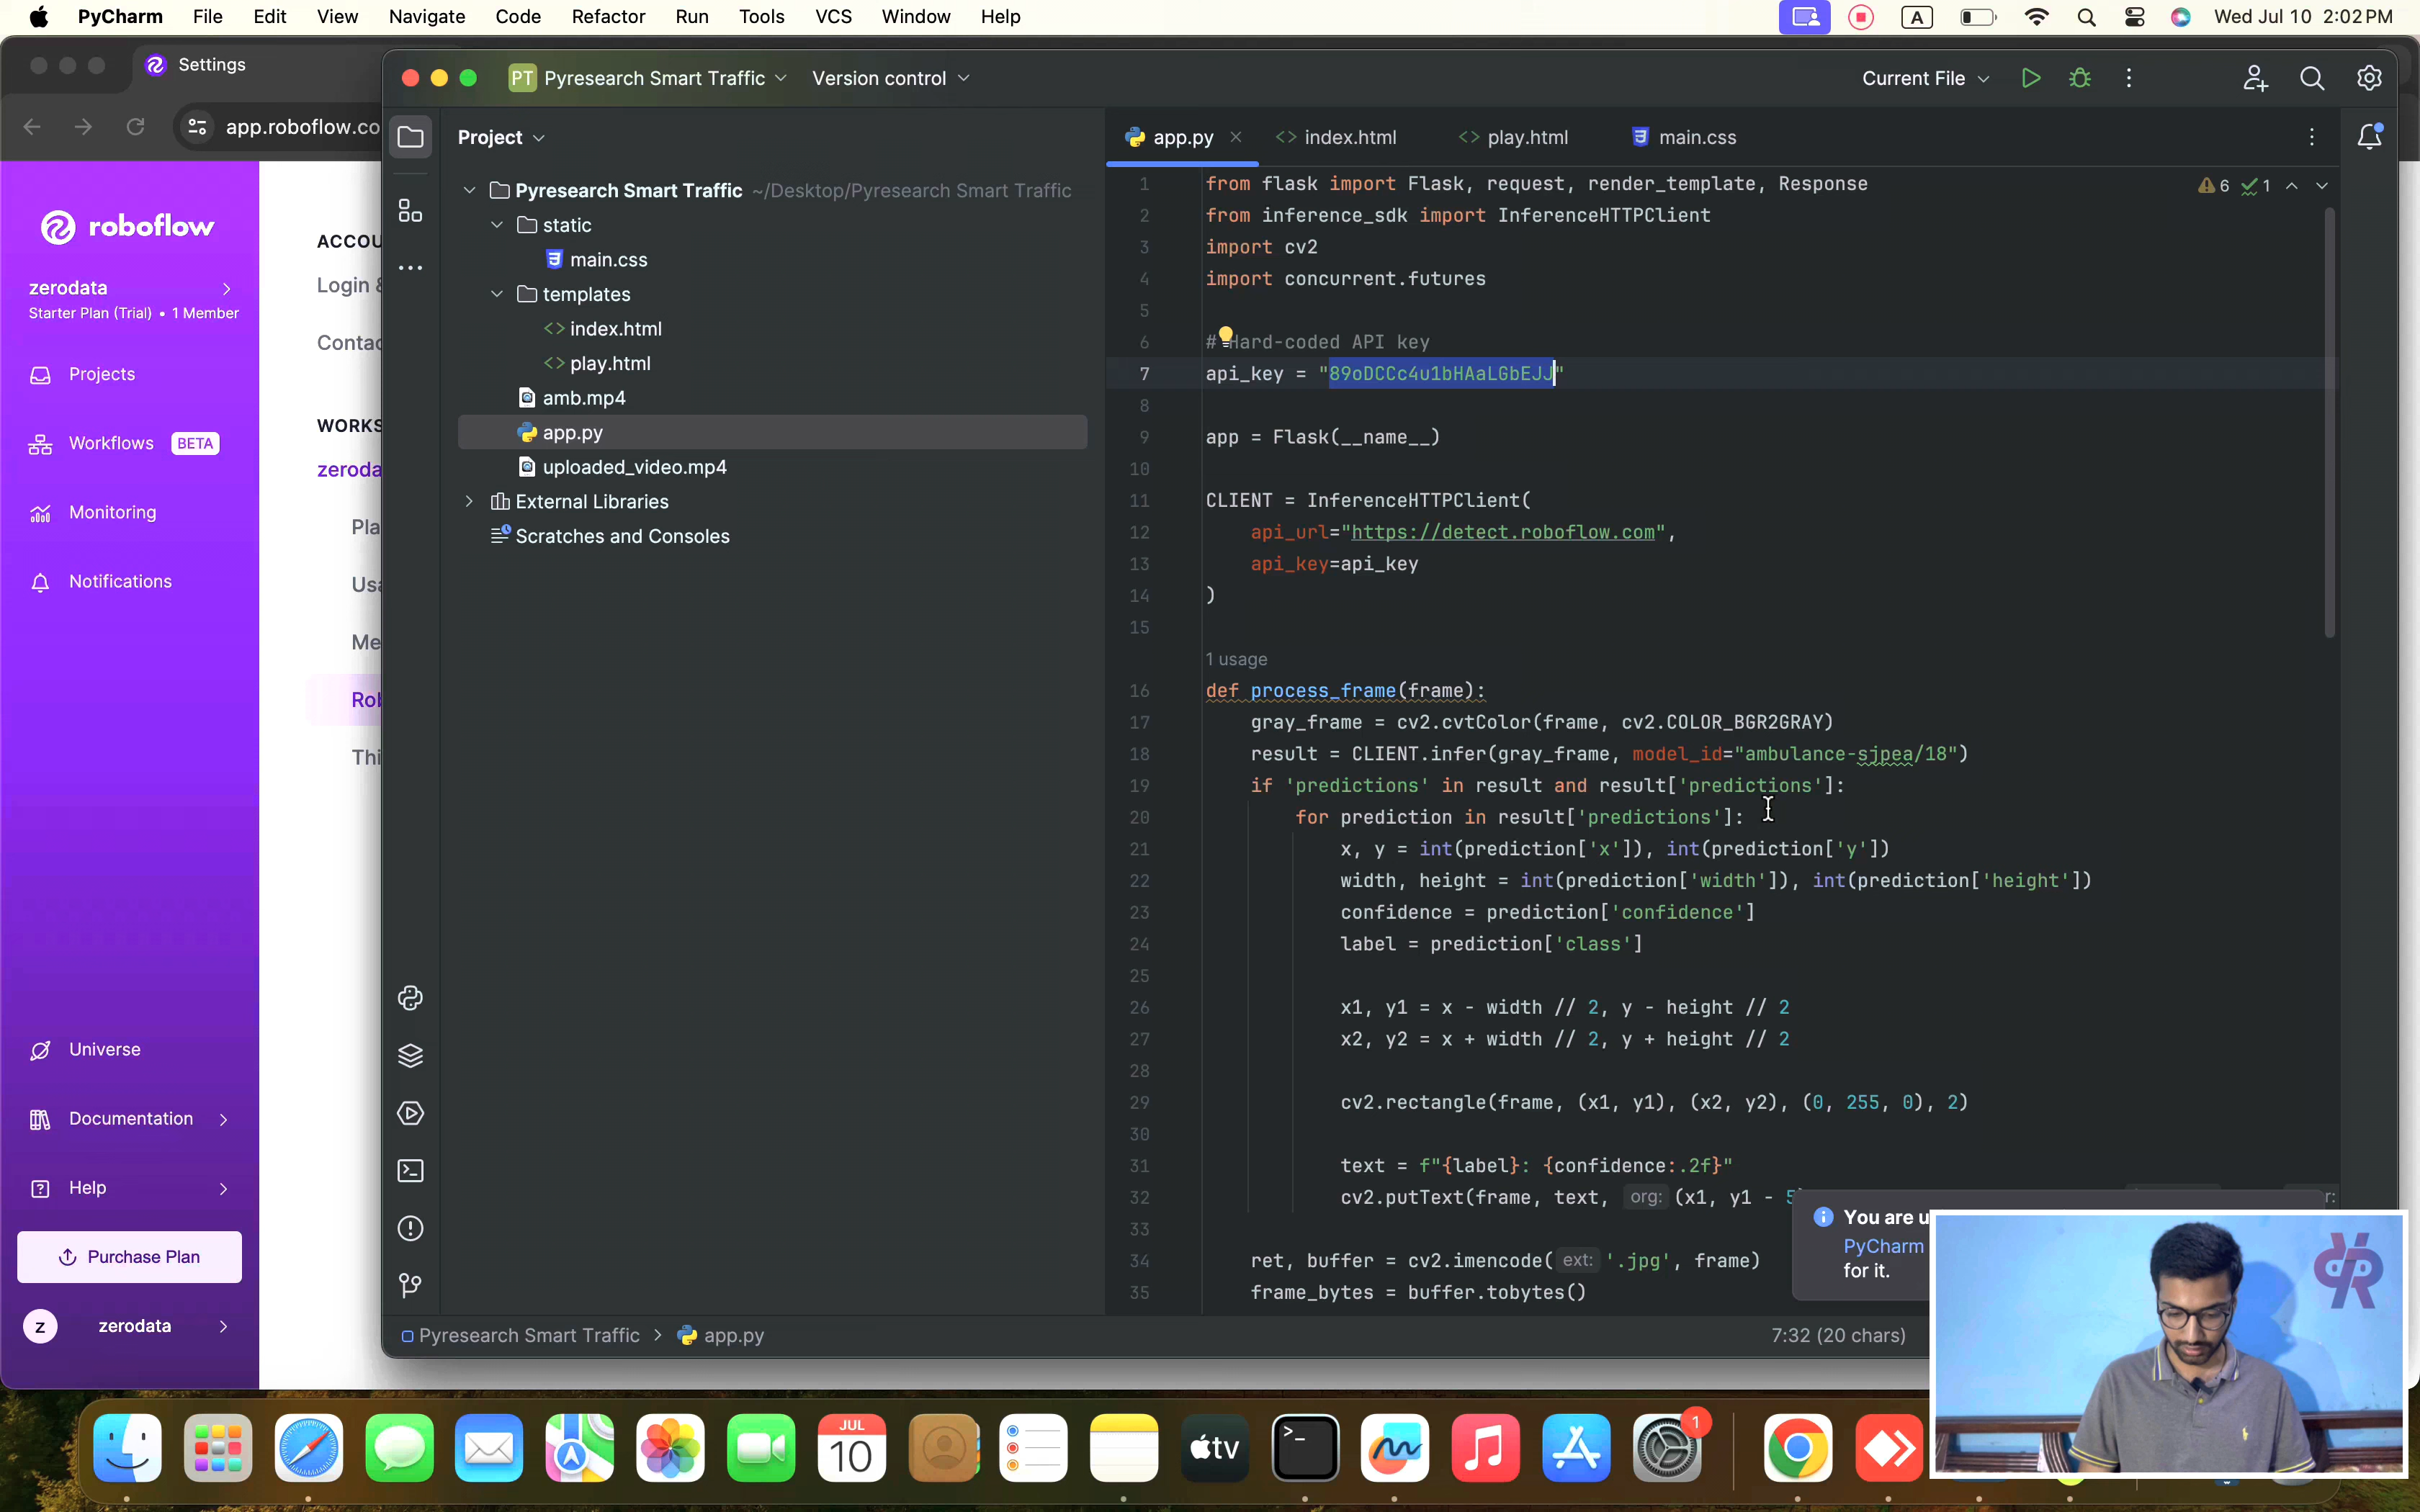 PyCharm File Edit View Navigate Code Refactor Run Tools VCS Window Help
A
Wed Jul 10 2:02 PM
Settings
PT Pyresearch Smart Traffic Version control
Current File
app.roboflow.co
roboflow
zerodata
Starter Plan (Trial) • 1 Member
Projects
Workflows BETA
Monitoring
Notifications
Universe
Documentation
Help
Purchase Plan
z zerodata
ACCOU
Login &
Contac
WORKS
zeroda
Pla
Usa
Me
Rob
Thi
Project
Pyresearch Smart Traffic ~/Desktop/Pyresearch Smart Traffic
static
main.css
templates
index.html
play.html
amb.mp4
app.py
uploaded_video.mp4
External Libraries
Scratches and Consoles
app.py index.html play.html main.css
6 1
1 from flask import Flask, request, render_template, Response
2 from inference_sdk import InferenceHTTPClient
3 import cv2
4 import concurrent.futures
5
6 # Hard-coded API key
7 api_key = "89oDCCc4u1bHAaLGbEJJ"
8
9 app = Flask(__name__)
10
11 CLIENT = InferenceHTTPClient(
12 api_url="https://detect.roboflow.com",
13 api_key=api_key
14 )
15
1 usage
16 def process_frame(frame):
17 gray_frame = cv2.cvtColor(frame, cv2.COLOR_BGR2GRAY)
18 result = CLIENT.infer(gray_frame, model_id="ambulance-sjpea/18")
19 if 'predictions' in result and result['predictions']:
20 for prediction in result['predictions']:
21 x, y = int(prediction['x']), int(prediction['y'])
22 width, height = int(prediction['width']), int(prediction['height'])
23 confidence = prediction['confidence']
24 label = prediction['class']
25
26 x1, y1 = x - width // 2, y - height // 2
27 x2, y2 = x + width // 2, y + height // 2
28
29 cv2.rectangle(frame, (x1, y1), (x2, y2), (0, 255, 0), 2)
30
31 text = f"{label}: {confidence:.2f}"
32 cv2.putText(frame, text, org: (x1, y1 - 5) r:
33
34 ret, buffer = cv2.imencode( ext: '.jpg', frame)
35 frame_bytes = buffer.tobytes()
You are u
PyCharm
for it.
Pyresearch Smart Traffic > app.py
7:32 (20 chars)
JUL
10
tv
>_
1